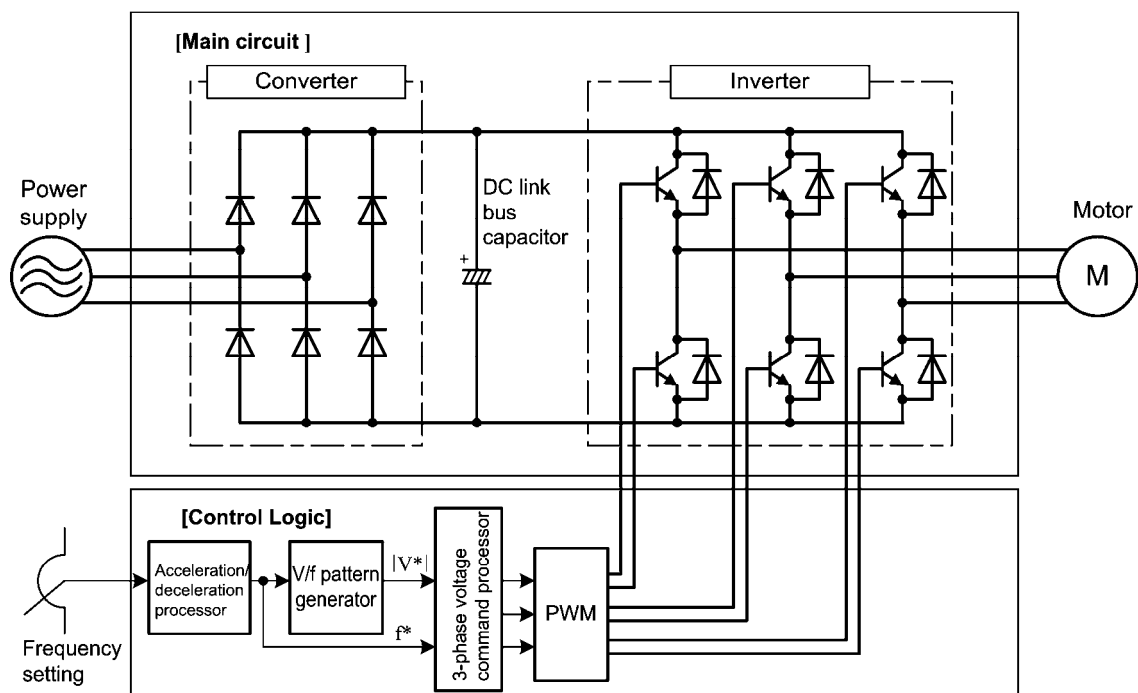 [Main circuit ]
Converter
Inverter
Power
supply
DC link
bus
capacitor
+
Motor
M
[Control Logic]
Acceleration/
deceleration
processor
V/f pattern
generator
|V*|
f*
3-phase voltage
command processor
PWM
Frequency
setting